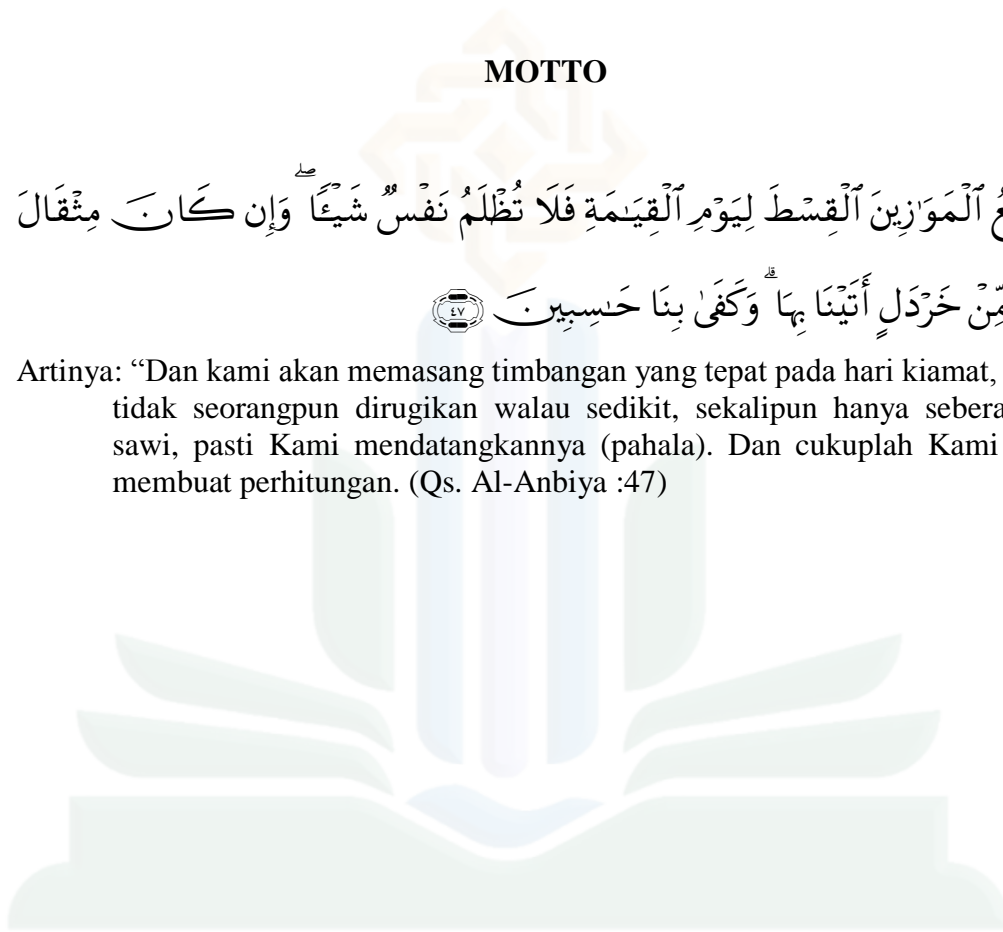 MOTTO
ٱلْمَوَٰزِينَ ٱلْقِسْطَ لِيَوْمِ ٱلْقِيَـٰمَةِ فَلَا تُظْلَمُ نَفْسٌ شَيْـًٔا ۖ وَإِن كَانَ مِثْقَالَ
مِّنْ خَرْدَلٍ أَتَيْنَا بِهَا ۗ وَكَفَىٰ بِنَا حَـٰسِبِينَ ﴿٤٧﴾
Artinya: “Dan kami akan memasang timbangan yang tepat pada hari kiamat,
tidak seorangpun dirugikan walau sedikit, sekalipun hanya
sawi, pasti Kami mendatangkannya (pahala). Dan cukuplah Kami
membuat perhitungan. (Qs. Al-Anbiya :47)